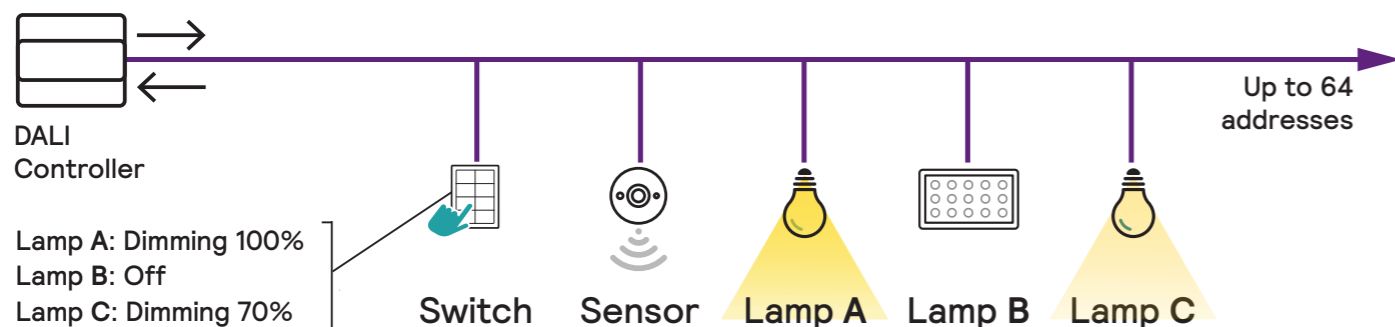 Up to 64
addresses
DALI
Controller
Lamp A: Dimming 100%
Lamp B: Off
Lamp C: Dimming 70%
Switch
Sensor
Lamp A
Lamp B
Lamp C